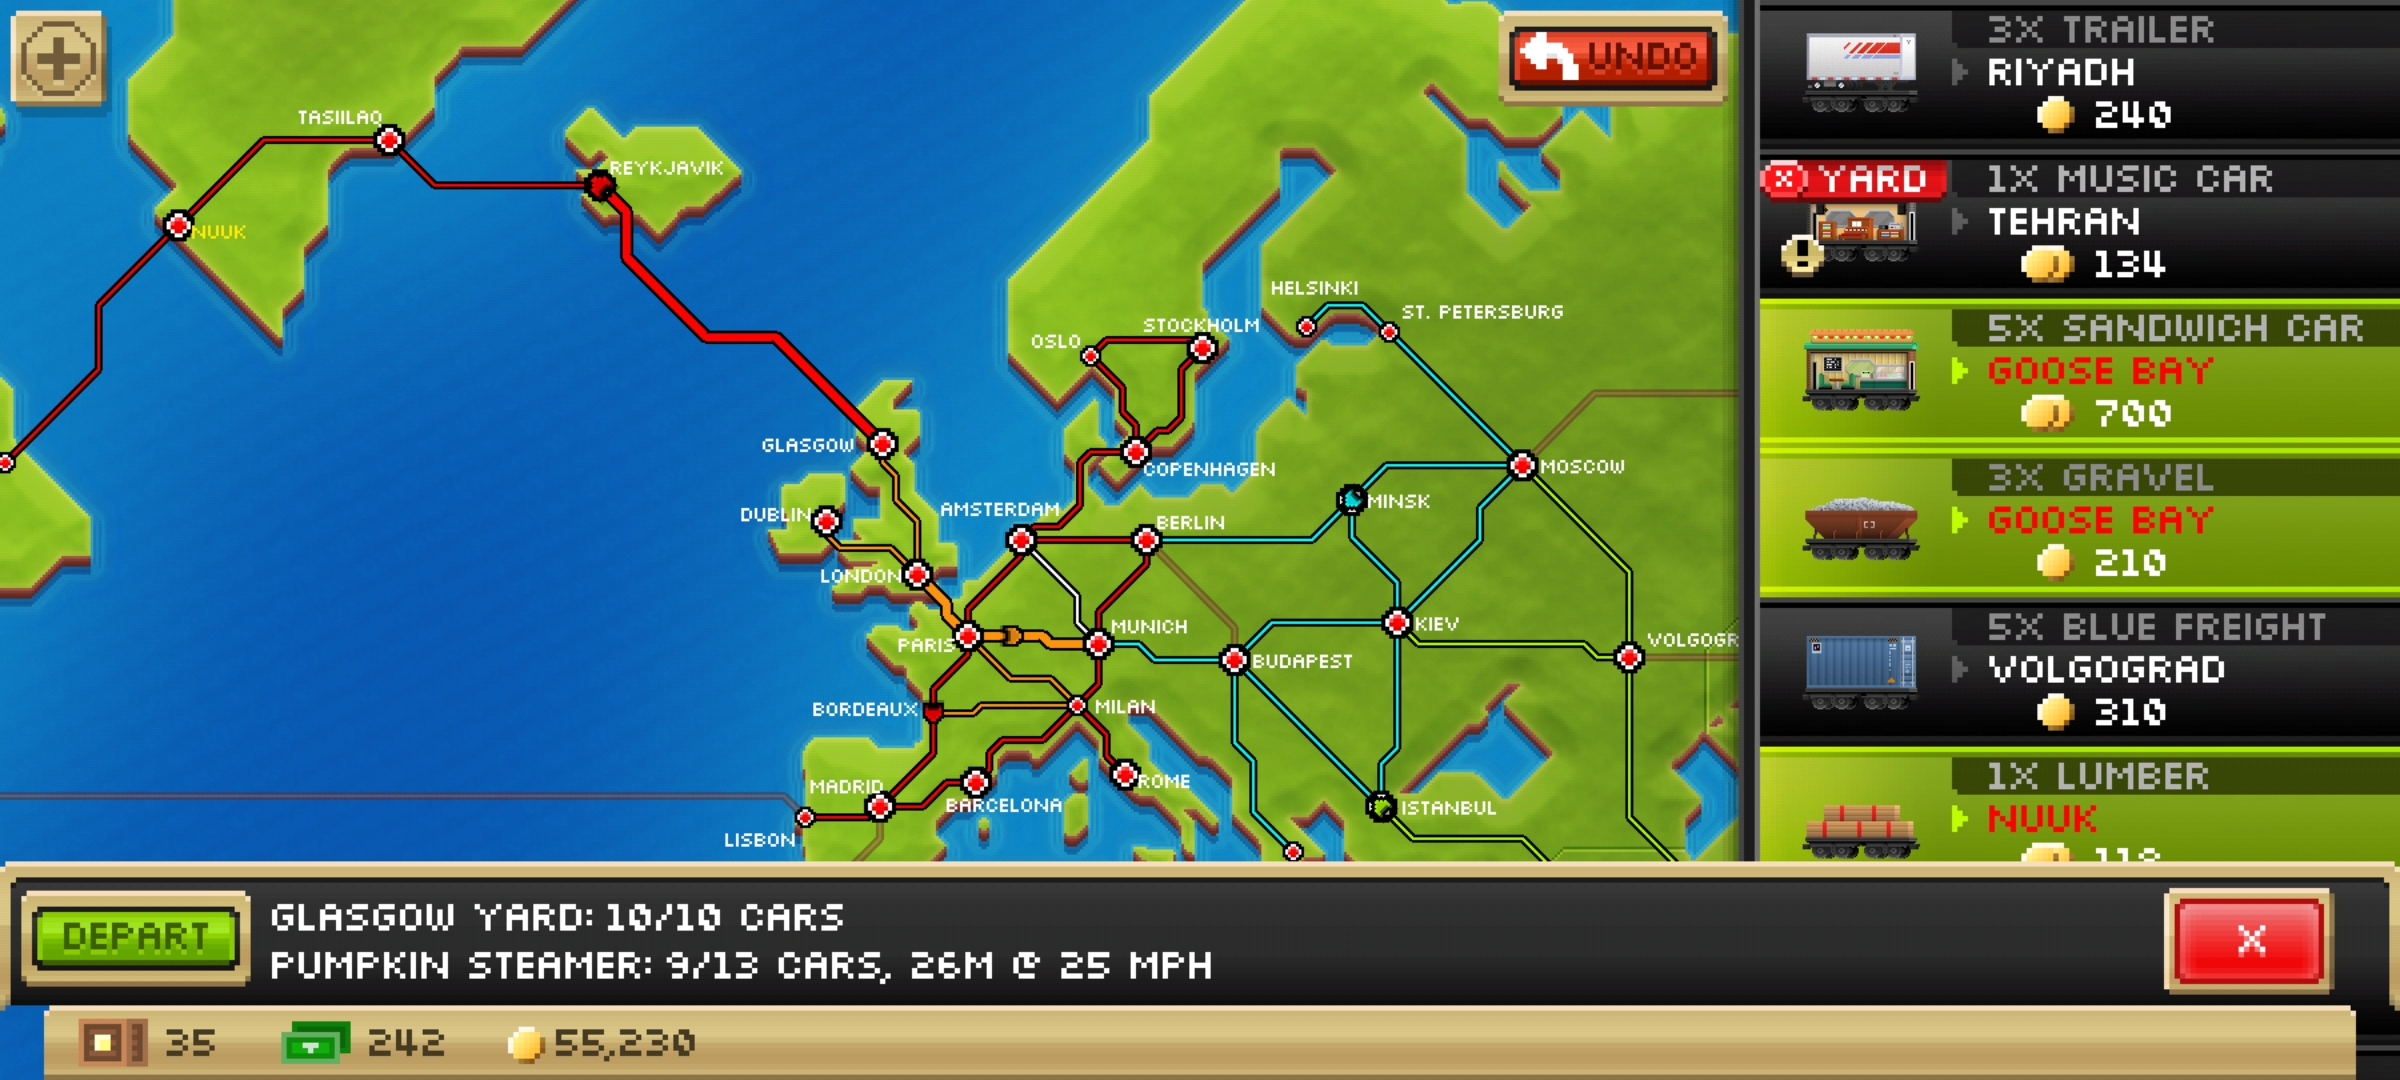 UNDO
TASIILAQ
REYKJAVIK
NUUK
HELSINKI
ST. PETERSBURG
STOCKHOLM
OSLO
GLASGOW
COPENHAGEN
MOSCOW
MINSK
AMSTERDAM
DUBLIN
BERLIN
LONDON
MUNICH
KIEV
PARIS
VOLGOGR
BUDAPEST
BORDEAUX
MILAN
MADRID
ROME
BARCELONA
ISTANBUL
LISBON
3X TRAILER
RIYADH
240
YARD
1X MUSIC CAR
TEHRAN
134
5X SANDWICH CAR
GOOSE BAY
700
3X GRAVEL
GOOSE BAY
210
5X BLUE FREIGHT
VOLGOGRAD
310
1X LUMBER
NUUK
DEPART
GLASGOW YARD: 10/10 CARS
PUMPKIN STEAMER: 9/13 CARS, 26M @ 25 MPH
X
35
242
55,230